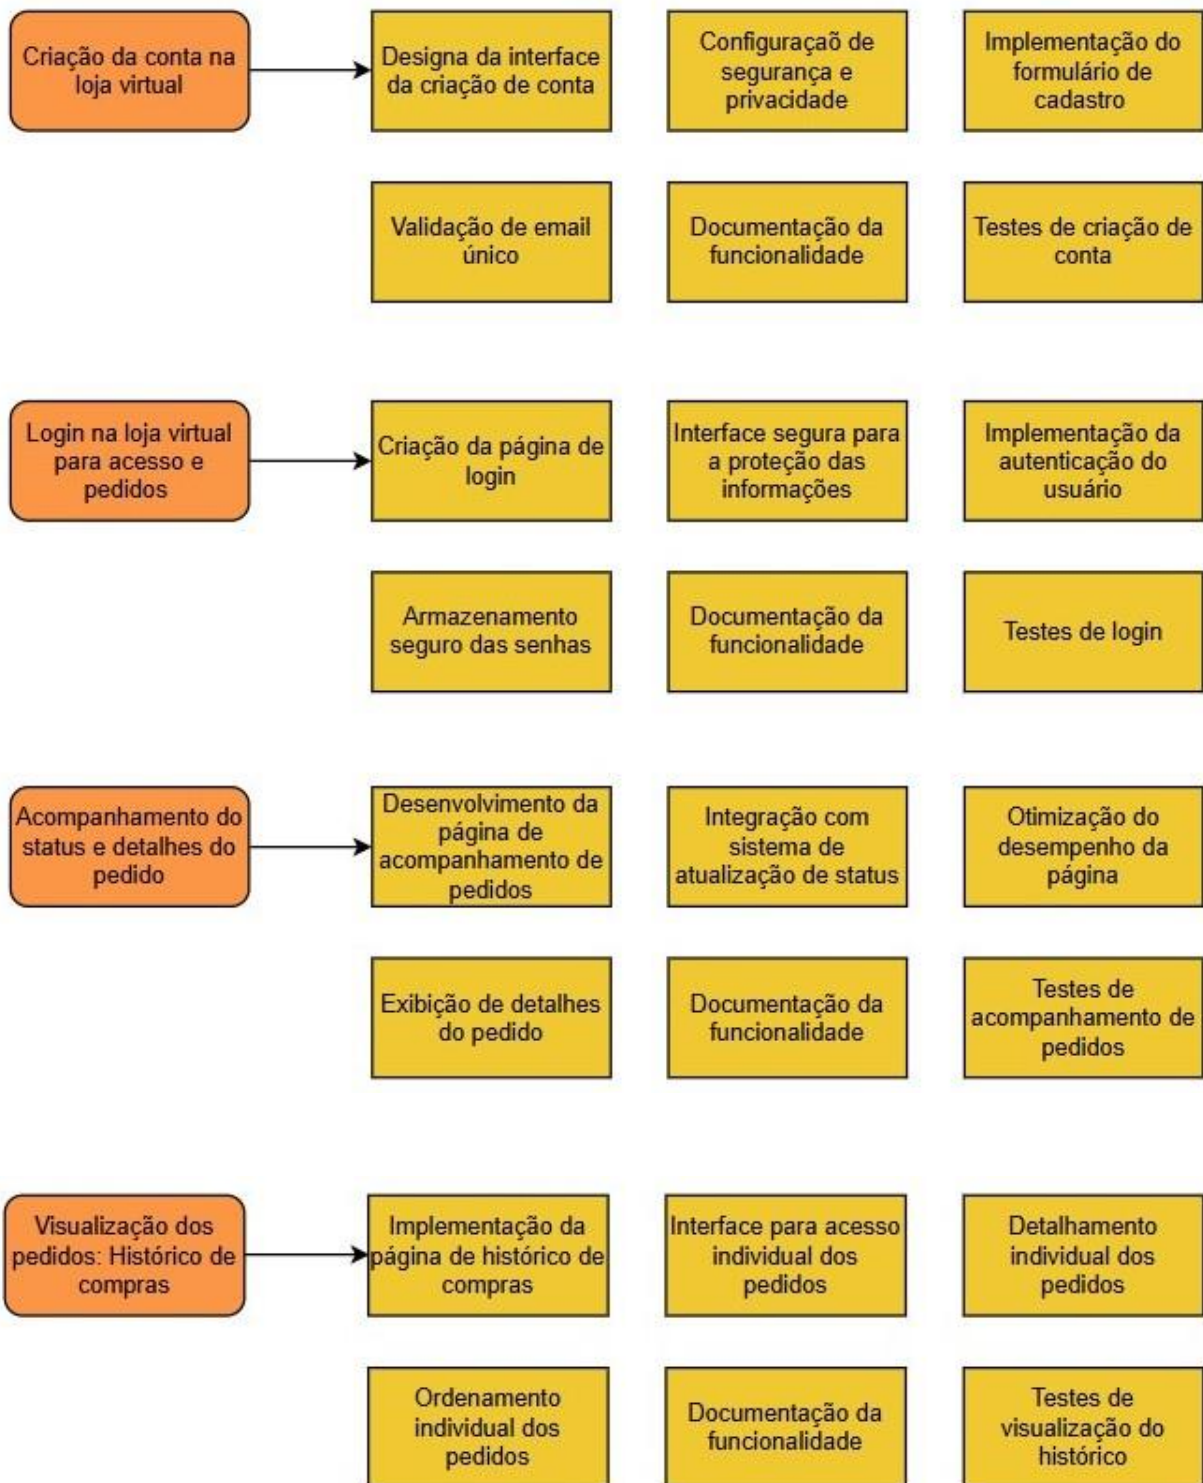 Criação da conta na
loja virtual
Designa da interface
da criação de conta
Configuraçaõ de
segurança e
privacidade
Implementação do
formulário de
cadastro
Validação de email
único
Documentação da
funcionalidade
Testes de criação de
conta
Login na loja virtual
para acesso e
pedidos
Criação da página de
login
Interface segura para
a proteção das
informações
Implementação da
autenticação do
usuário
Armazenamento
seguro das senhas
Documentação da
funcionalidade
Testes de login
Acompanhamento do
status e detalhes do
pedido
Desenvolvimento da
página de
acompanhamento de
pedidos
Integração com
sistema de
atualização de status
Otimização do
desempenho da
página
Exibição de detalhes
do pedido
Documentação da
funcionalidade
Testes de
acompanhamento de
pedidos
Visualização dos
pedidos: Histórico de
compras
Implementação da
página de histórico de
compras
Interface para acesso
individual dos
pedidos
Detalhamento
individual dos
pedidos
Ordenamento
individual dos
pedidos
Documentação da
funcionalidade
Testes de
visualização do
histórico